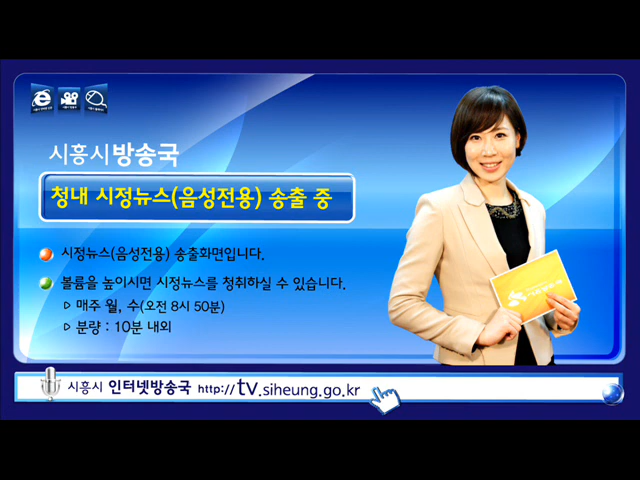 시흥시방송국
청내 시정뉴스(음성전용) 송출 중
시정뉴스(음성전용) 송출화면입니다.
볼륨을 높이시면 시정뉴스를 청취하실 수 있습니다.
▷ 매주 월, 수(오전 8시 50분)
▷ 분량 : 10분 내외
시흥시 인터넷방송국 http://tv.siheung.go.kr